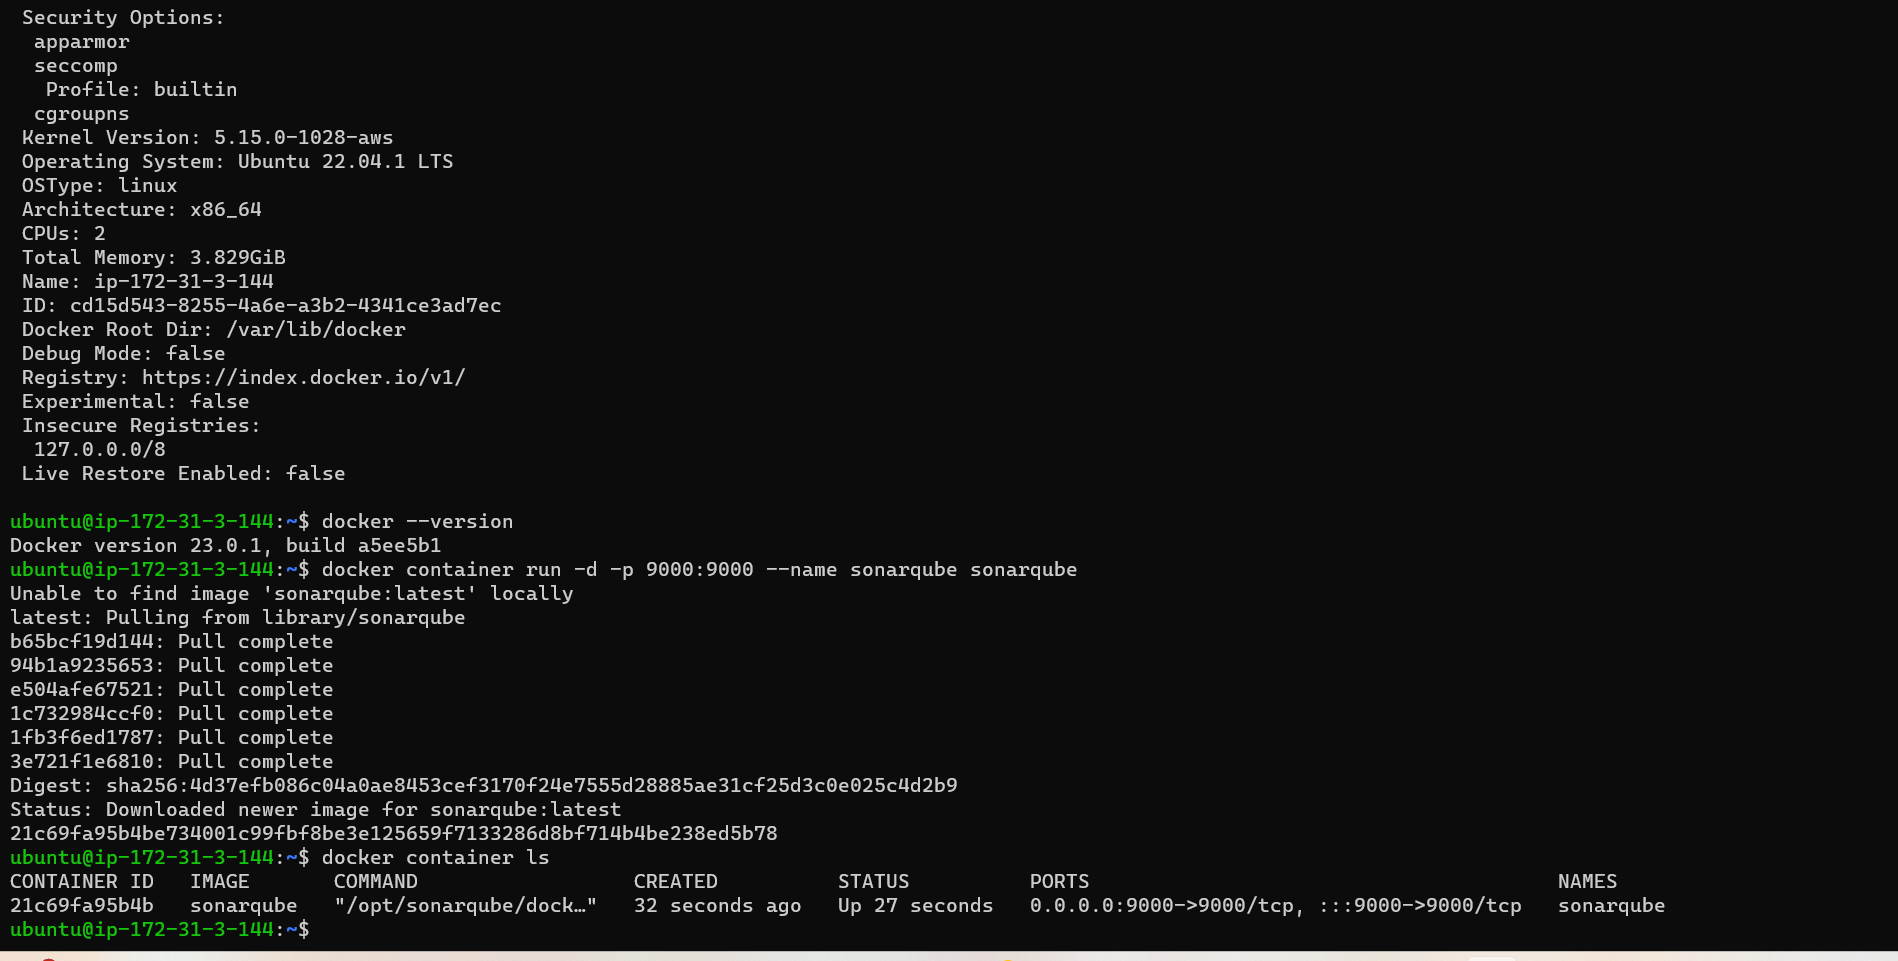 Security Options:
apparmor
seccomp
Profile: builtin
cgroupns
Kernel Version: 5.15.0-1028-aws
Operating System: Ubuntu 22.04.1 LTS
OSType: linux
Architecture: x86_64
CPUs: 2
Total Memory: 3.829GiB
Name: ip-172-31-3-144
ID: cd15d543-8255-4a6e-a3b2-4341ce3ad7ec
Docker Root Dir: /var/lib/docker
Debug Mode: false
Registry: https://index.docker.io/v1/
Experimental: false
Insecure Registries:
127.0.0.0/8
Live Restore Enabled: false
ubuntu@ip-172-31-3-144:~$ docker --version
Docker version 23.0.1, build a5ee5b1
ubuntu@ip-172-31-3-144:~$ docker container run -d -p 9000:9000 --name sonarqube sonarqube
Unable to find image 'sonarqube:latest' locally
latest: Pulling from library/sonarqube
b65bcf19d144: Pull complete
94b1a9235653: Pull complete
e504afe67521: Pull complete
1c732984ccf0: Pull complete
1fb3f6ed1787: Pull complete
3e721f1e6810: Pull complete
Digest: sha256:4d37efb086c04a0ae8453cef3170f24e7555d28885ae31cf25d3c0e025c4d2b9
Status: Downloaded newer image for sonarqube:latest
21c69fa95b4be734001c99fbf8be3e125659f7133286d8bf714b4be238ed5b78
ubuntu@ip-172-31-3-144:~$ docker container ls
CONTAINER ID   IMAGE       COMMAND                  CREATED          STATUS          PORTS                                       NAMES
21c69fa95b4b   sonarqube   "/opt/sonarqube/dock…"   32 seconds ago   Up 27 seconds   0.0.0.0:9000->9000/tcp, :::9000->9000/tcp   sonarqube
ubuntu@ip-172-31-3-144:~$